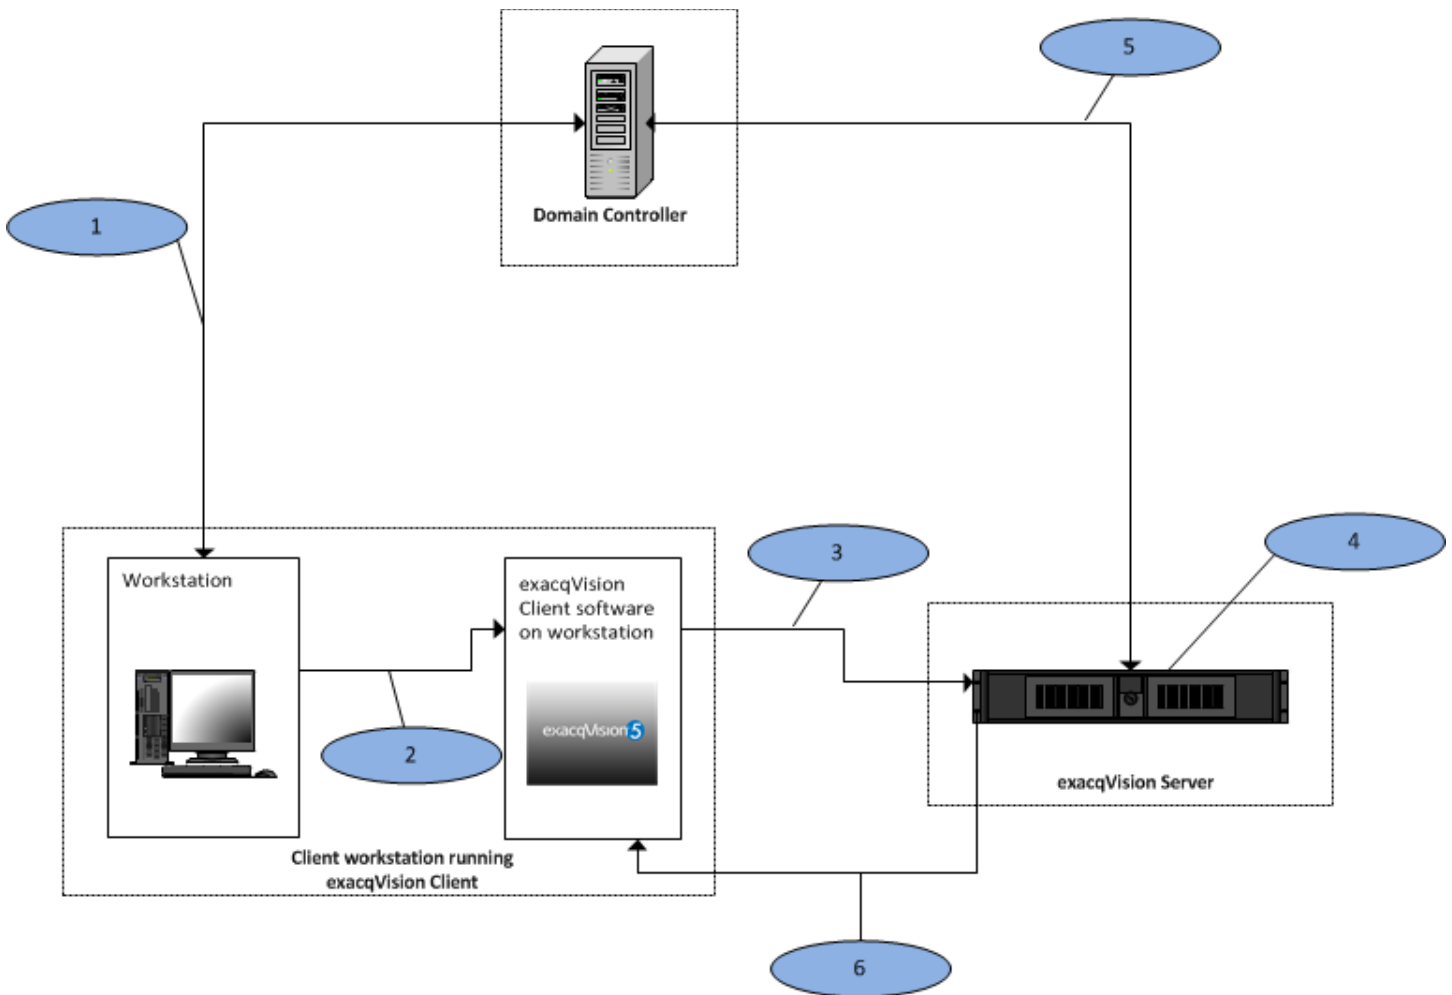 5
Domain Controller
1
3
4
Workstation
exacqVision
Client software
on workstation
exacqVision5
2
exacqVision Server
Client workstation running
exacqVision Client
6